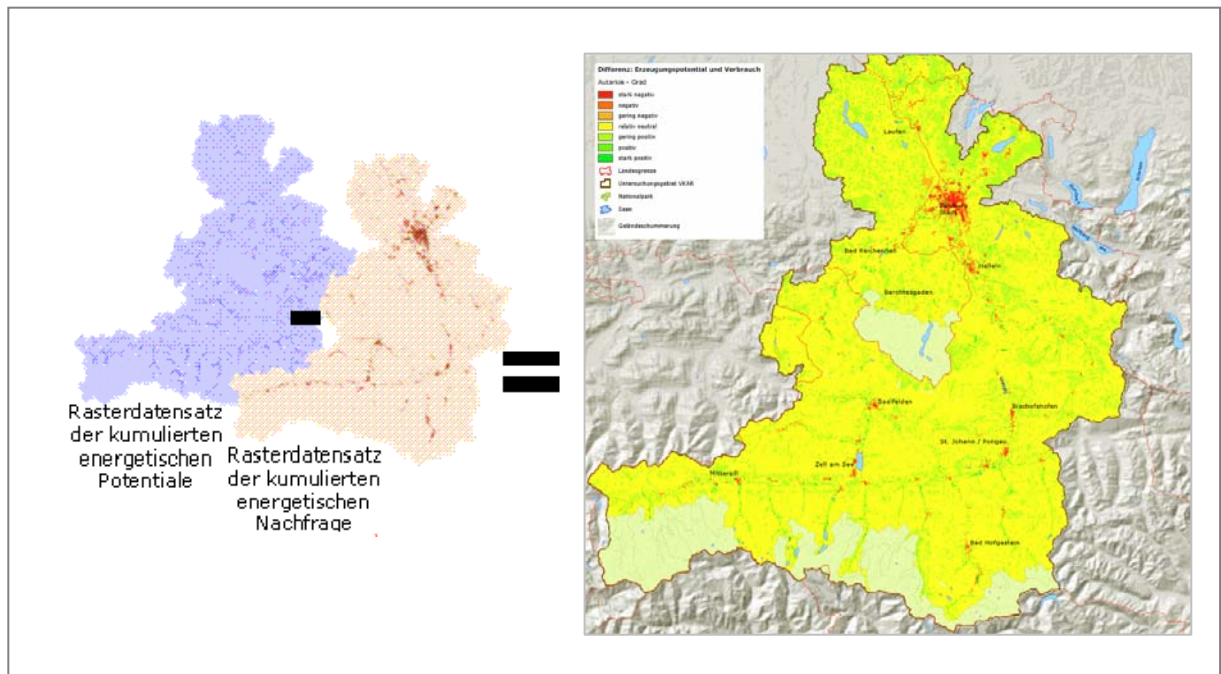 Rasterdatensatz
der kumulierten
energetischen
Potentiale
Rasterdatensatz
der kumulierten
energetischen
Nachfrage
Differenz: Erzeugungspotential und Verbrauch
Autarkie - Grad
stark negativ
negativ
gering negativ
relativ neutral
gering positiv
positiv
stark positiv
Landesgrenze
Untersuchungsgebiet
Nationalpark
Seen
Geländeschummerung
Laufen
Bad Reichenhall
Hallein
Berchtesgaden
Saalfelden
Bischofshofen
St. Johann / Pongau
Zell am See
Mittersill
Bad Hofgastein